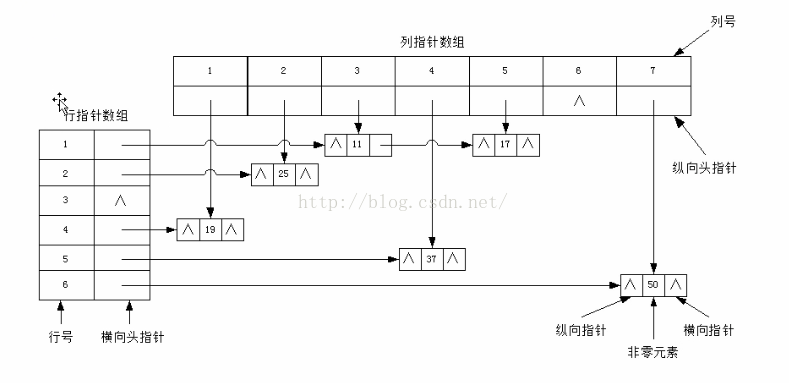 列号
列指针数组
1 2 3 4 5 6 7
∧
行指针数组
1 ∧ 11 ∧ 17 ∧
纵向头指针
2 ∧ 25 ∧
3 ∧
http://blog.csdn.net/
4 ∧ 19 ∧
5 ∧ 37 ∧
6 ∧ 50 ∧
行号 横向头指针 纵向指针 横向指针
非零元素